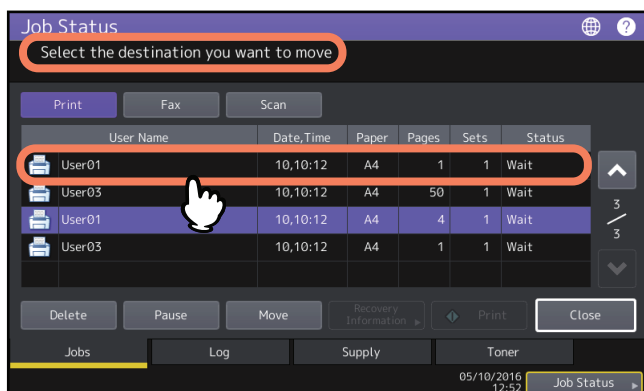 Job Status
Select the destination you want to move
Print Fax Scan
User Name Date,Time Paper Pages Sets Status
User01 10,10:12 A4 1 1 Wait
User03 10,10:12 A4 50 1 Wait
User01 10,10:12 A4 4 1 Wait
User03 10,10:12 A4 1 1 Wait
3
3
Delete Pause Move Recovery Information Print Close
Jobs Log Supply Toner
05/10/2016
12:52 Job Status